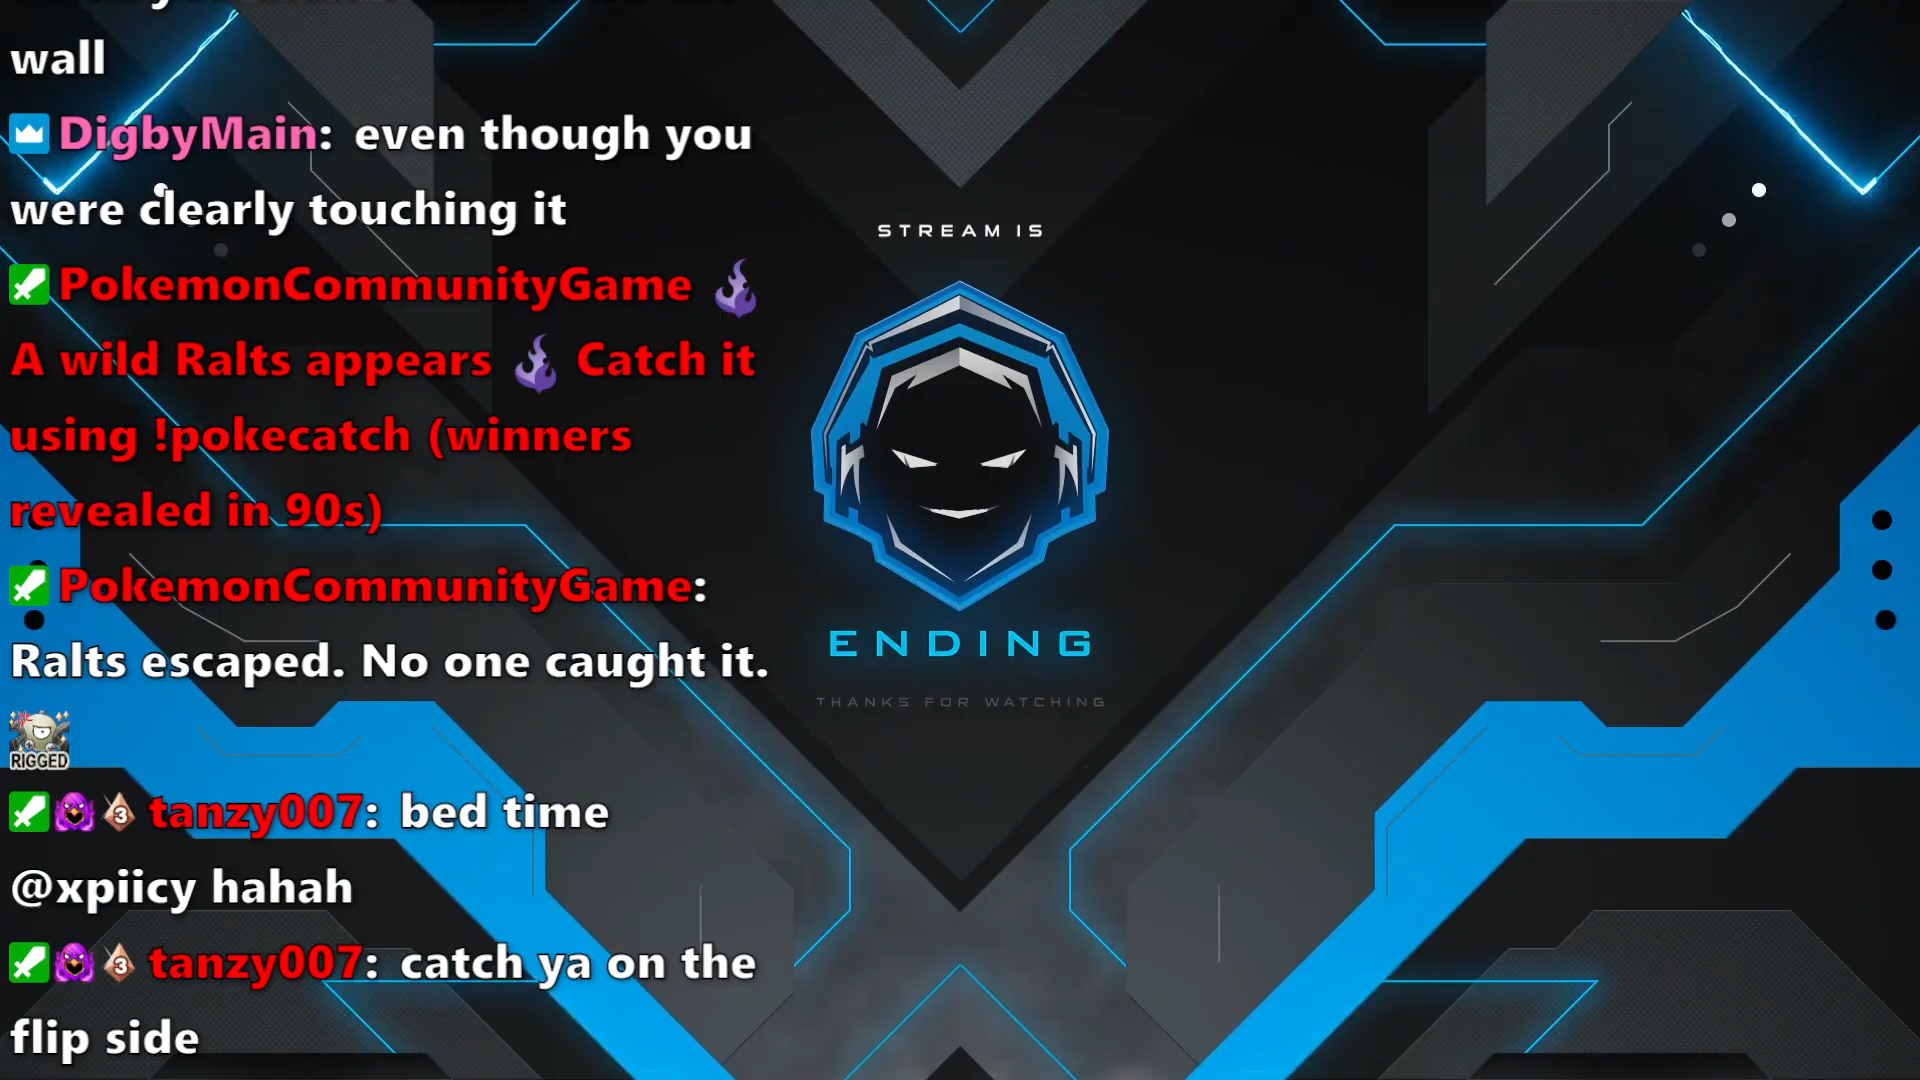 wall
DigbyMain: even though you
were clearly touching it
PokemonCommunityGame
A wild Ralts appears Catch it
using !pokecatch (winners
revealed in 90s)
PokemonCommunityGame:
Ralts escaped. No one caught it.
RIGGED
3 tanzy007: bed time
@xpiicy hahah
3 tanzy007: catch ya on the
flip side
STREAM IS
ENDING
THANKS FOR WATCHING